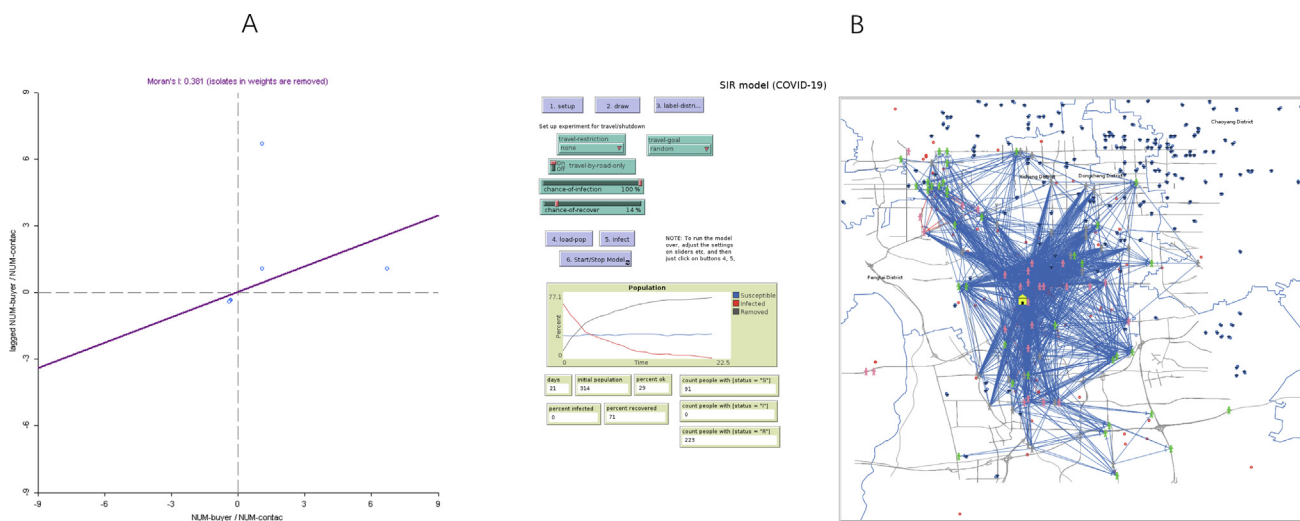 A
B
Moran's I: 0.381 (isolates in weights are removed)
lagged NUM-buyer / NUM-contac
9
6
3
0
-3
-6
-9
-9
-6
-3
0
3
6
9
NUM-buyer / NUM-contac
SIR model (COVID-19)
1. setup
2. draw
3. label-distri...
Set up experiment for travel/shutdown
travel-restriction
none
travel-goal
random
On
Off
travel-by-road-only
chance-of-infection
100 %
chance-of-recover
14 %
4. load-pop
5. infect
6. Start/Stop Model
NOTE: To run the model
over, adjust the settings
on sliders etc. and then
just click on buttons 4, 5,
Population
77.1
Percent
0
0
Time
22.5
Susceptible
Infected
Removed
days
21
initial population
314
percent ok
29
count people with [status = "S"]
91
percent infected
0
percent recovered
71
count people with [status = "I"]
0
count people with [status = "R"]
223
Chaoyang District
Xicheng District
Dongcheng District
Fengtai District